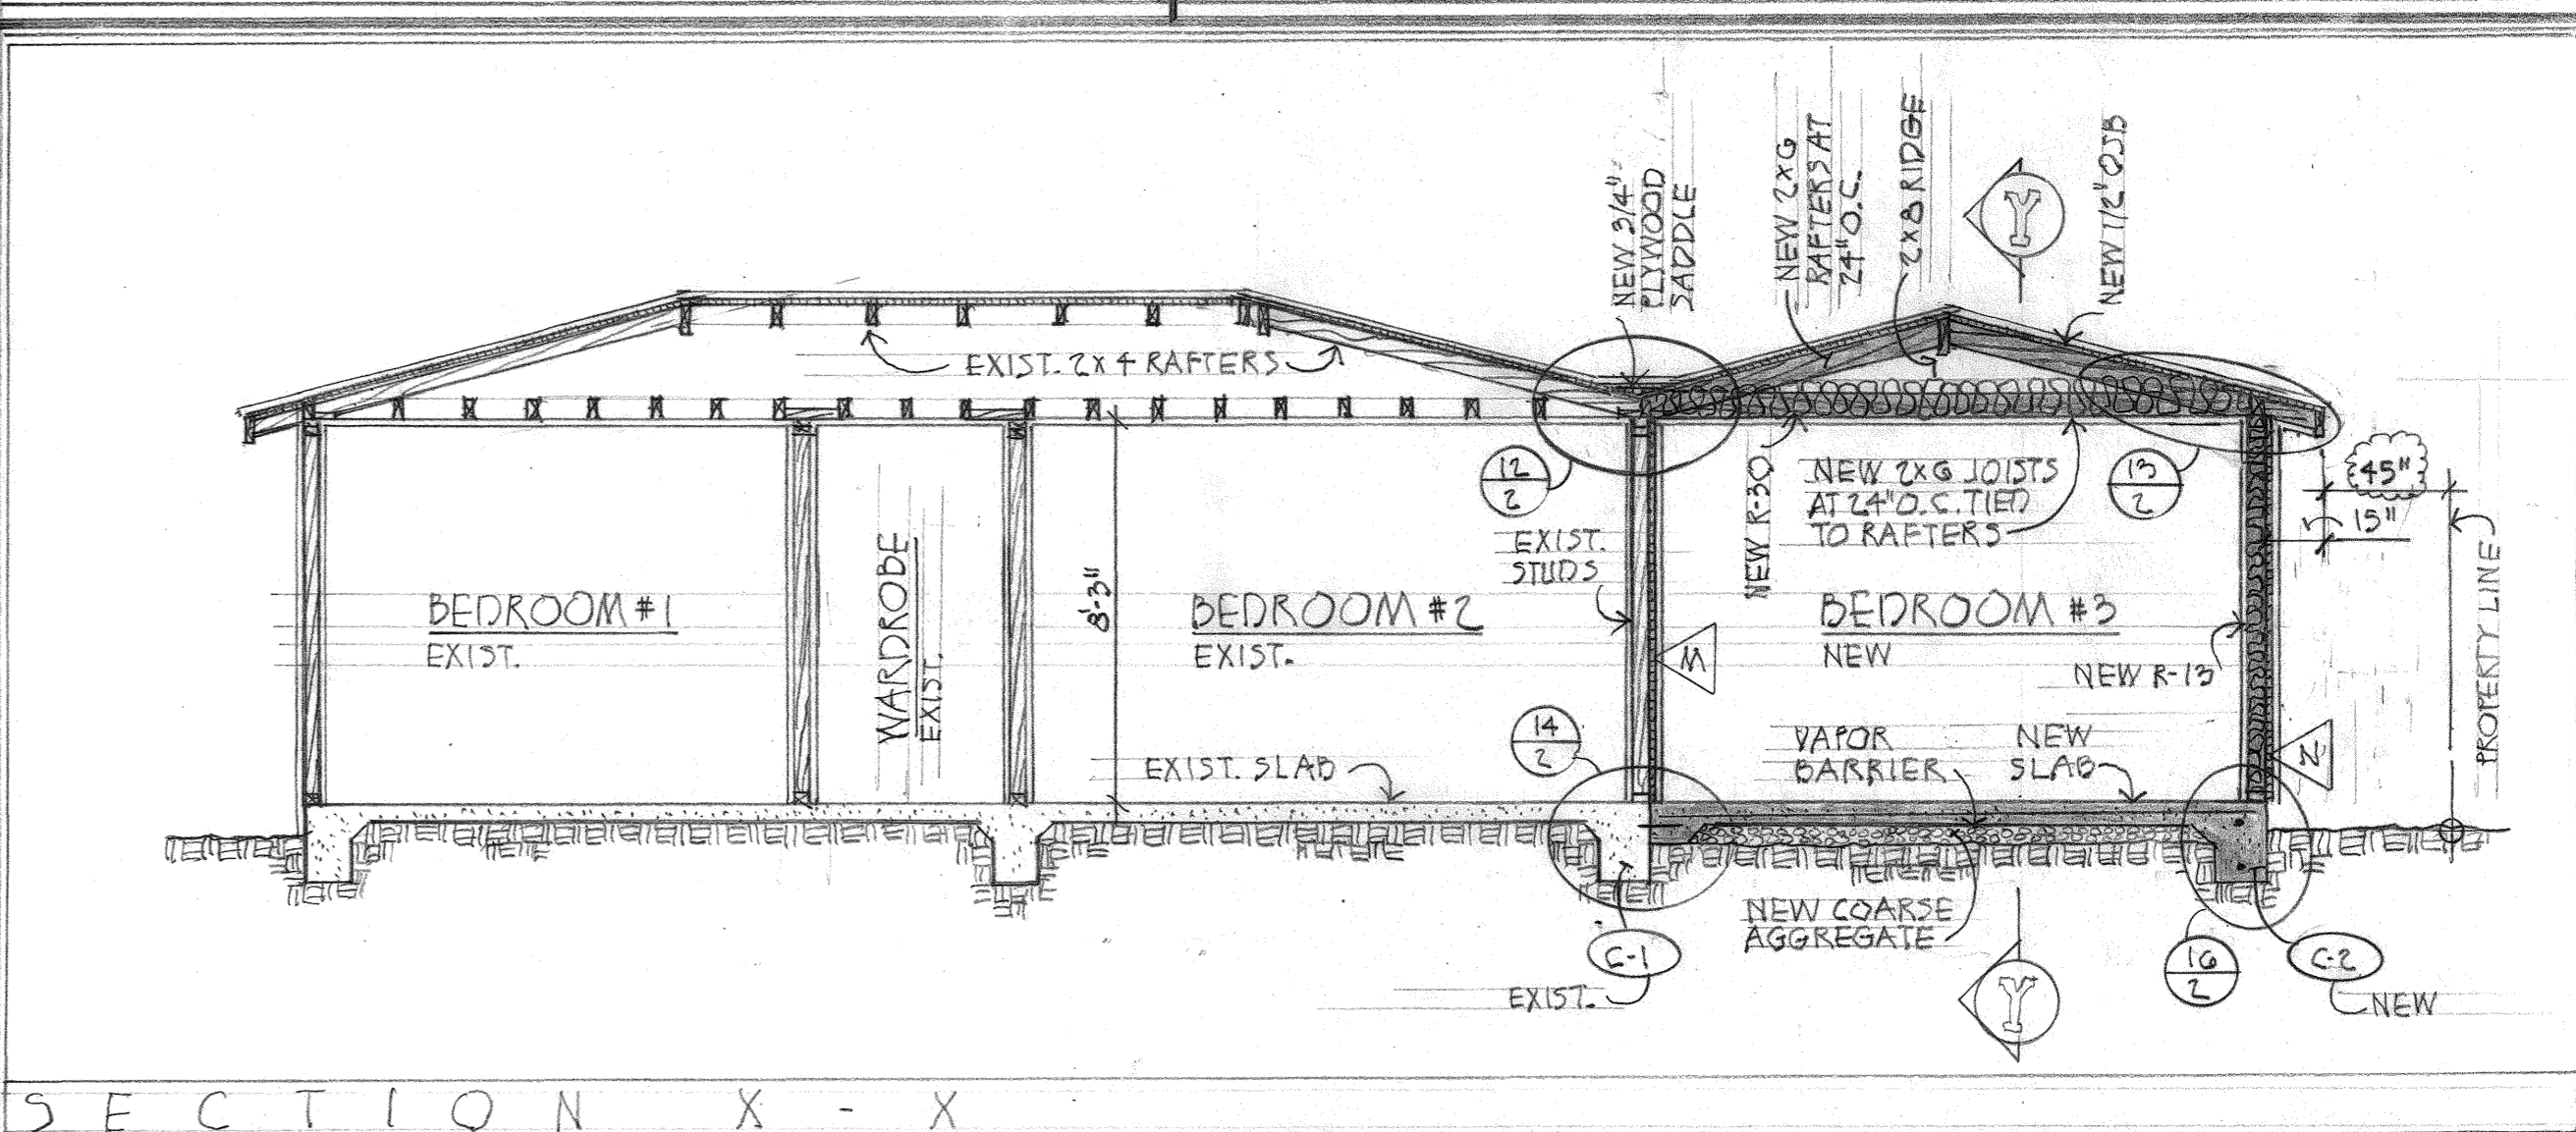 NEW 3/4"
PLYWOOD
SADDLE
NEW 2X6
RAFTERS AT
24" O.C.
2X8 RIDGE
Y
NEW 1/2" OSB
EXIST. 2X4 RAFTERS
12
2
NEW R-30
NEW 2X6 JOISTS
AT 24" O.C. TIED
TO RAFTERS
13
2
45"
15"
PROPERTY LINE
EXIST.
STUDS
8'-3"
BEDROOM #1
EXIST.
WARDROBE
EXIST.
BEDROOM #2
EXIST.
M
BEDROOM #3
NEW
NEW R-13
N
14
2
EXIST. SLAB
VAPOR
BARRIER
NEW
SLAB
NEW COARSE
AGGREGATE
C-1
EXIST.
Y
16
2
C-2
NEW
SECTION X-X